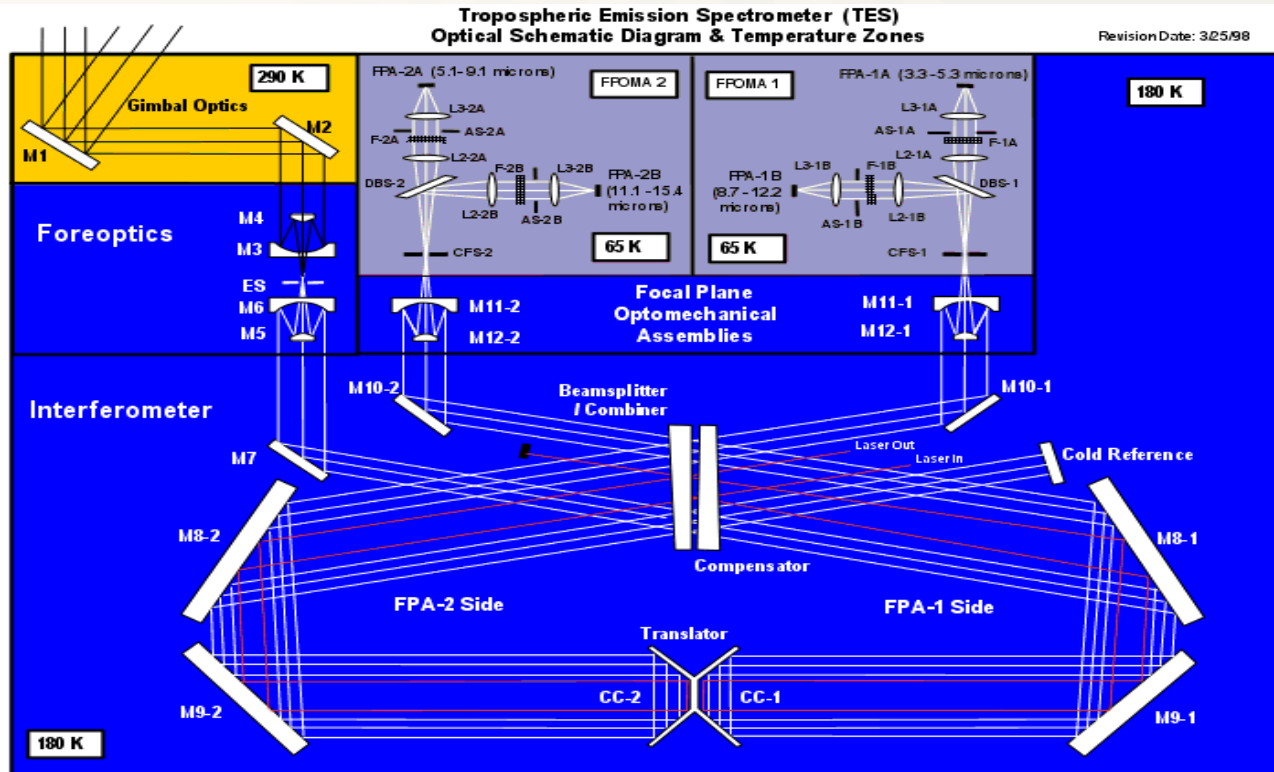 Tropospheric Emission Spectrometer (TES)
Optical Schematic Diagram & Temperature Zones
Revision Date: 3/25/98
290 K
Gimbal Optics
M1
M2
FPA-2A (5.1-9.1 microns)
FPOMA 2
L3-2A
F-2A
AS-2A
L2-2A
F-2B
L3-2B
DBS-2
FPA-2B
(11.1-15.4
microns)
L2-2B
AS-2B
65 K
CFS-2
FPA-1A (3.3-5.3 microns)
FPOMA 1
L3-1A
AS-1A
F-1A
L2-1A
L3-1B
F-1B
FPA-1B
(8.7-12.2
microns)
DBS-1
AS-1B
L2-1B
65 K
CFS-1
180 K
Foreoptics
M4
M3
ES
M6
M5
M11-2
M12-2
Focal Plane
Optomechanical
Assemblies
M11-1
M12-1
Interferometer
M10-2
Beamsplitter
/ Combiner
M10-1
M7
Laser Out
Laser In
Cold Reference
M8-2
M8-1
Compensator
FPA-2 Side
FPA-1 Side
Translator
CC-2
CC-1
M9-2
M9-1
180 K